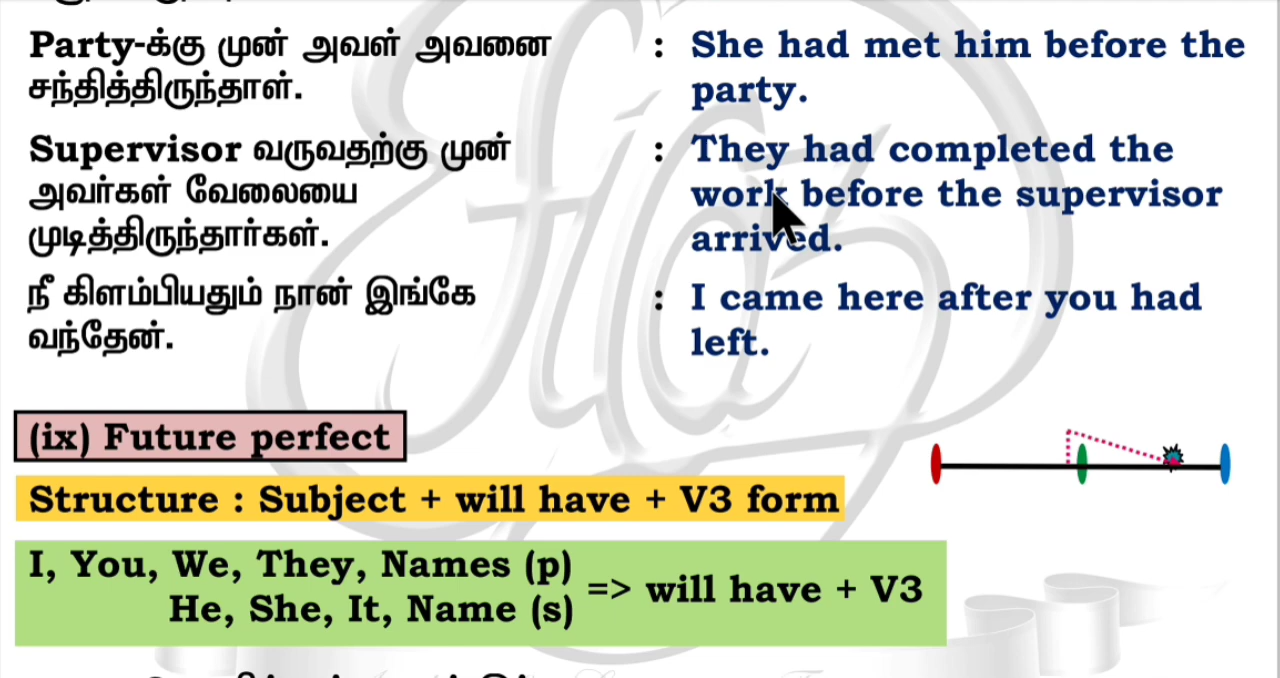 Party-க்கு முன் அவள் அவனை : She had met him before the
சந்தித்திருந்தாள். party.
Supervisor வருவதற்கு முன் : They had completed the
அவர்கள் வேலையை work before the supervisor
முடித்திருந்தார்கள். arrived.
நீ கிளம்பியதும் நான் இங்கே : I came here after you had
வந்தேன். left.
(ix) Future perfect
Structure : Subject + will have + V3 form
I, You, We, They, Names (p)
He, She, It, Name (s)
=> will have + V3